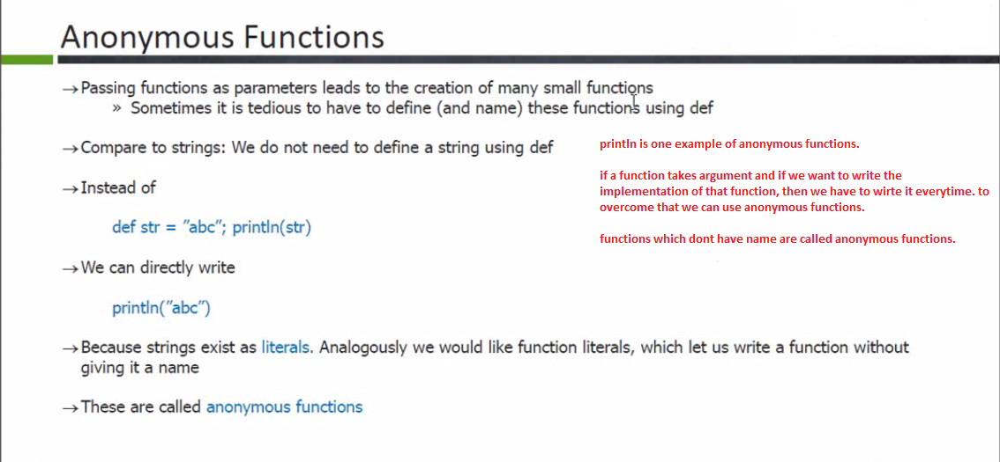 Anonymous Functions
→ Passing functions as parameters leads to the creation of many small functions
» Sometimes it is tedious to have to define (and name) these functions using def
→ Compare to strings: We do not need to define a string using def
println is one example of anonymous functions.
if a function takes argument and if we want to write the
implementation of that function, then we have to wirte it everytime. to
overcome that we can use anonymous functions.
functions which dont have name are called anonymous functions.
→ Instead of
def str = "abc"; println(str)
→ We can directly write
println("abc")
→ Because strings exist as literals. Analogously we would like function literals, which let us write a function without
giving it a name
→ These are called anonymous functions